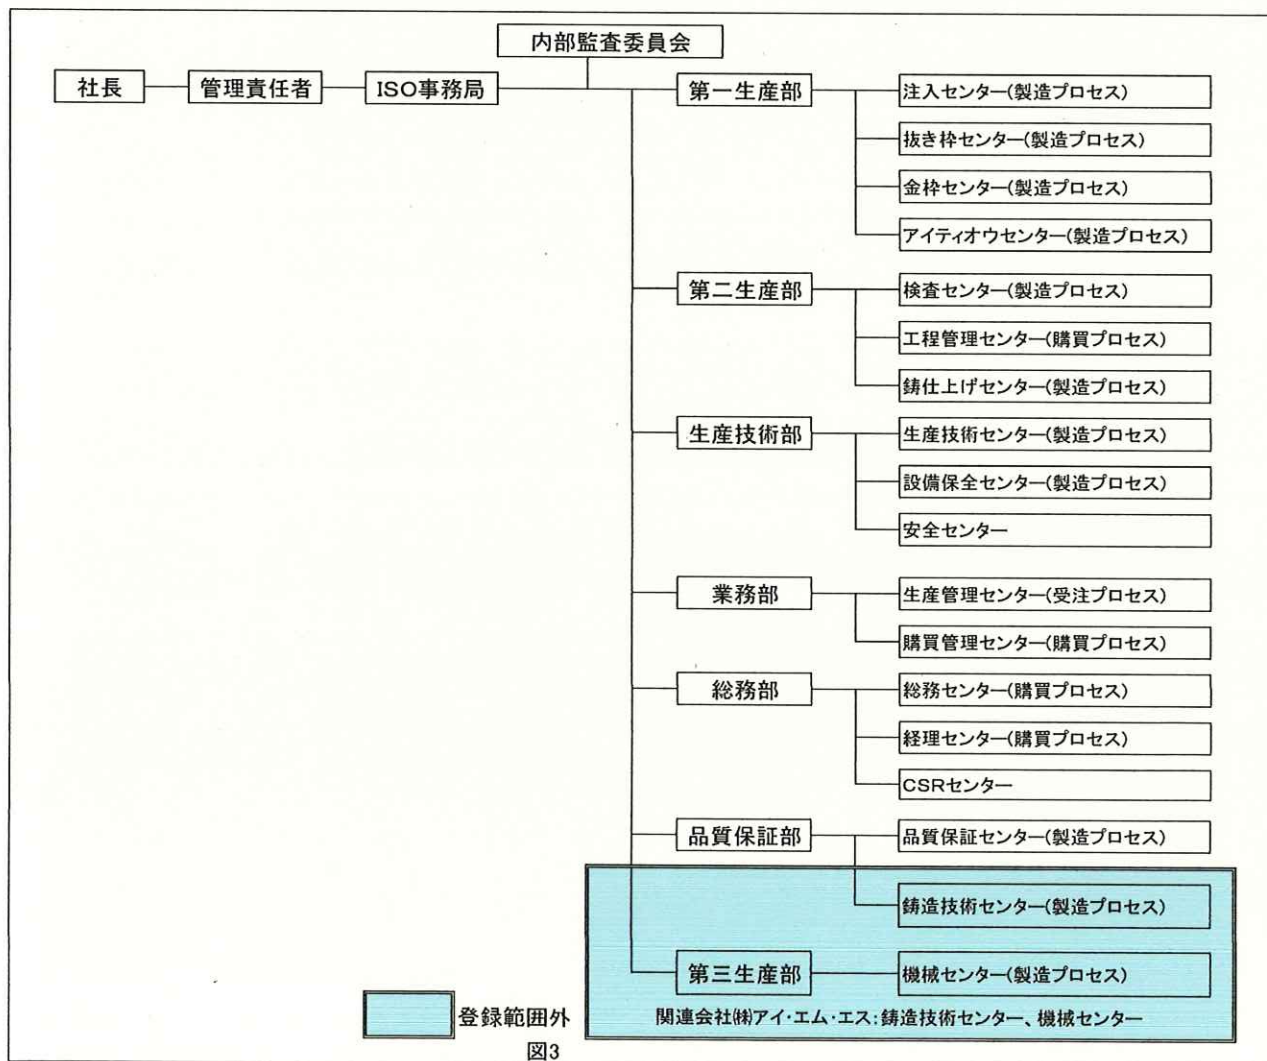 内部監査委員会
社長
管理責任者
ISO事務局
第一生産部
注入センター(製造プロセス)
抜き枠センター(製造プロセス)
金枠センター(製造プロセス)
アイティオウセンター(製造プロセス)
第二生産部
検査センター(製造プロセス)
工程管理センター(購買プロセス)
鋳仕上げセンター(製造プロセス)
生産技術部
生産技術センター(製造プロセス)
設備保全センター(製造プロセス)
安全センター
業務部
生産管理センター(受注プロセス)
購買管理センター(購買プロセス)
総務部
総務センター(購買プロセス)
経理センター(購買プロセス)
CSRセンター
品質保証部
品質保証センター(製造プロセス)
鋳造技術センター(製造プロセス)
第三生産部
機械センター(製造プロセス)
関連会社㈱アイ・エム・エス:鋳造技術センター、機械センター
登録範囲外
図3